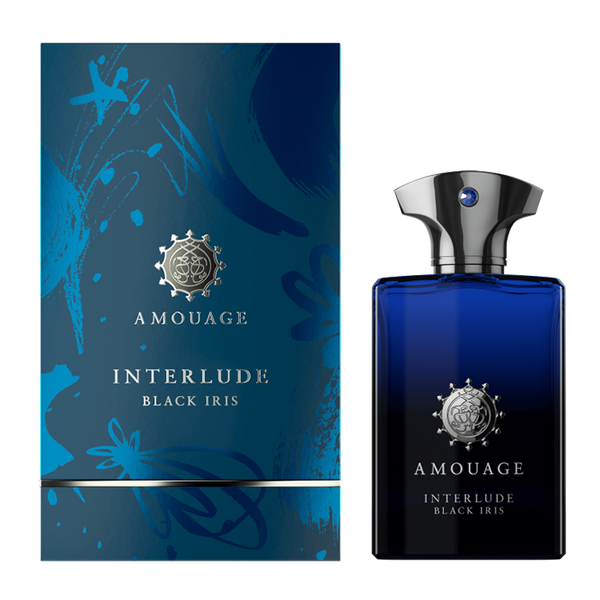 AMOUAGE
INTERLUDE
BLACK IRIS
AMOUAGE
INTERLUDE
BLACK IRIS